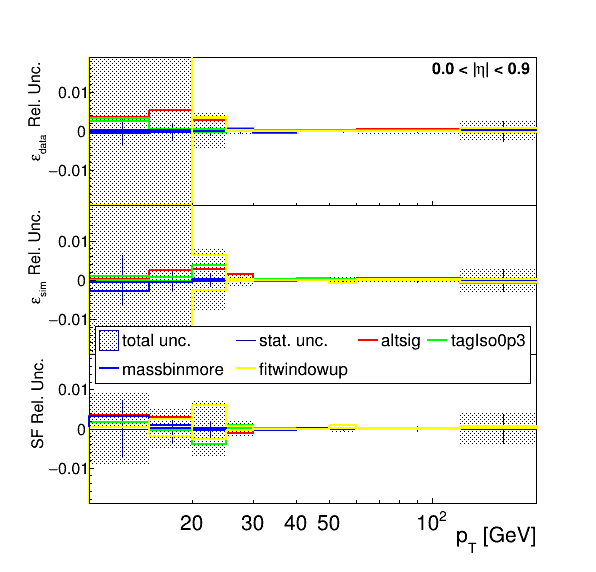 0.0 < |η| < 0.9
ε_data Rel. Unc.
0.01
0
−0.01
ε_sim Rel. Unc.
0.01
0
−0.01
total unc. stat. unc. altsig tagIso0p3
massbinmore fitwindowup
SF Rel. Unc.
0.01
0
−0.01
20 30 40 50 10²
p_T [GeV]